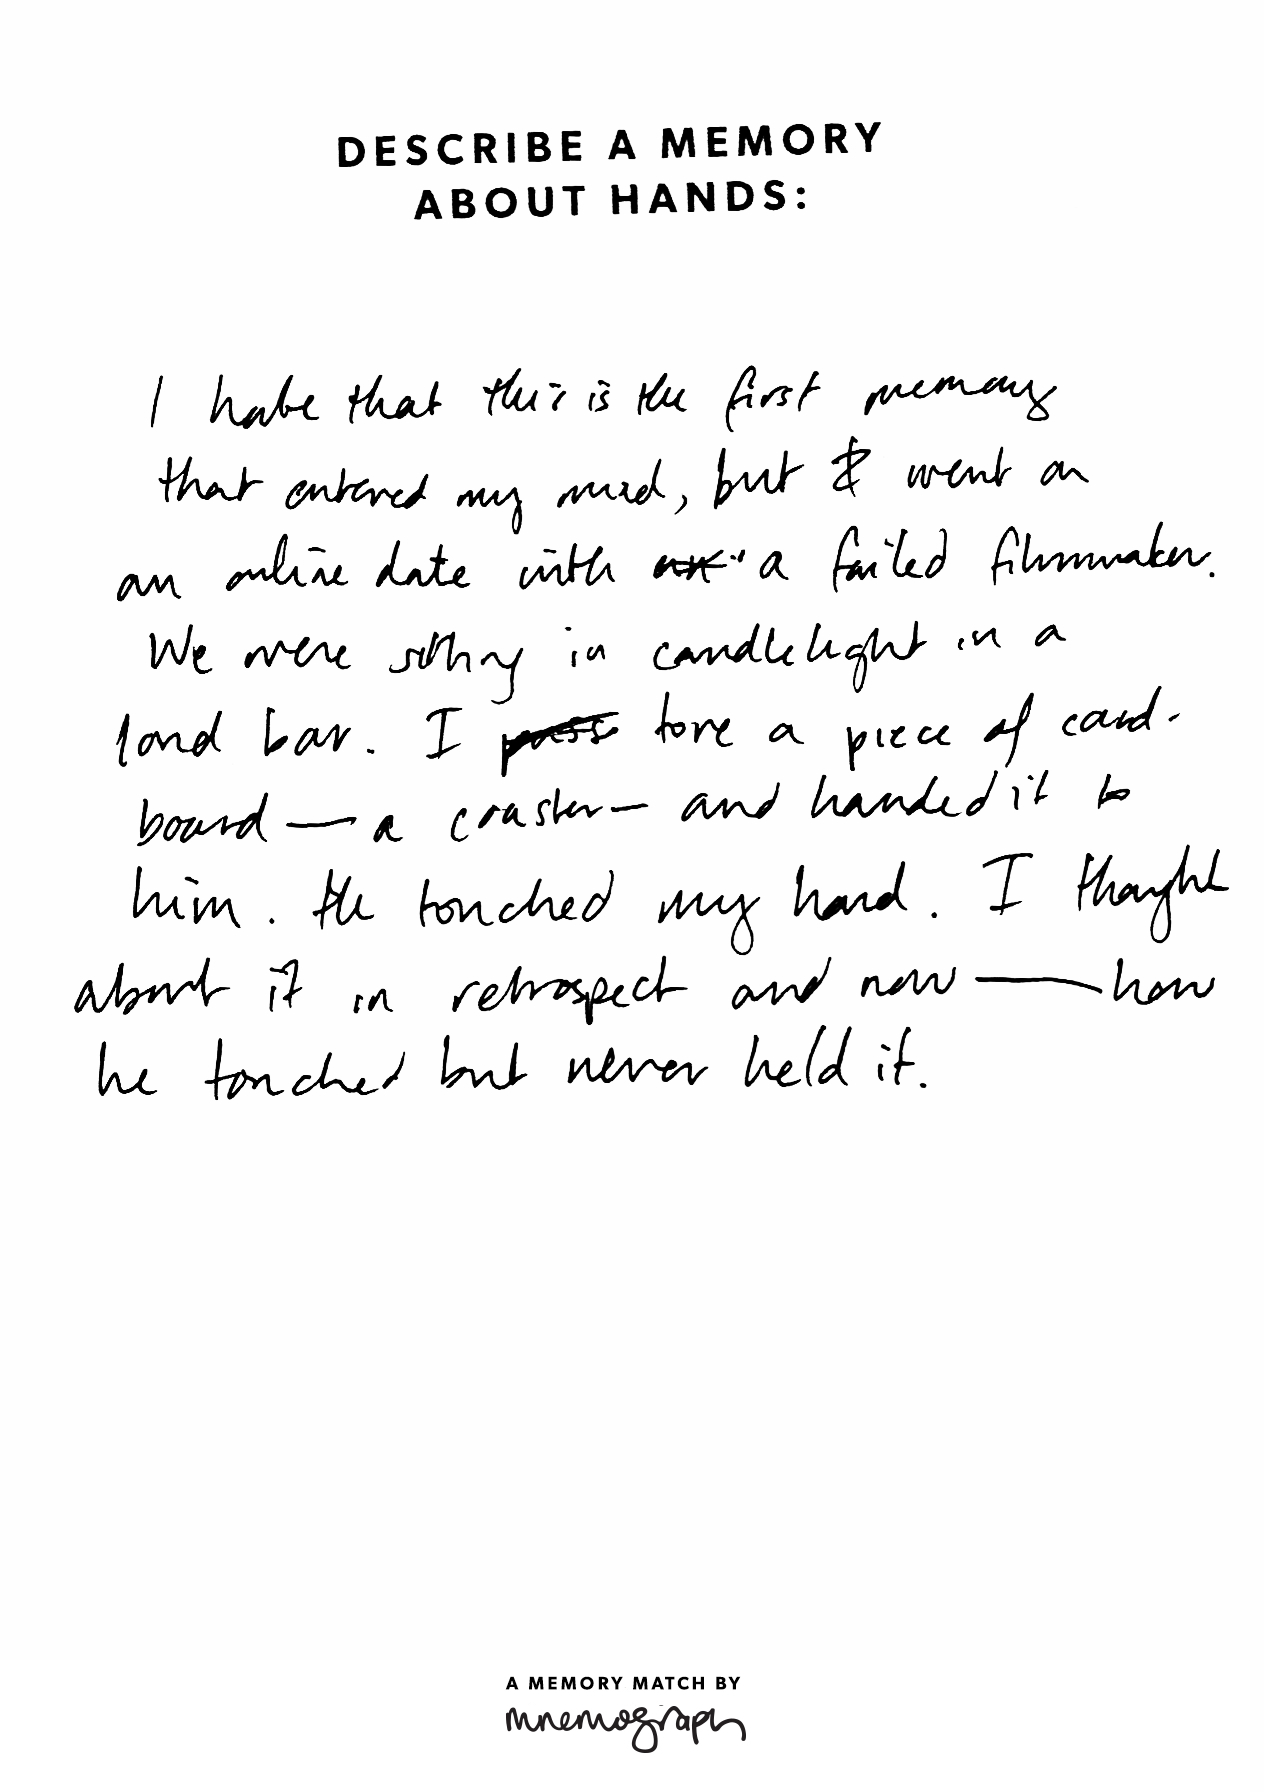 DESCRIBE A MEMORY
ABOUT HANDS:
I hate that this is the first memory
that entered my mind, but I went on
an online date with a failed filmmaker.
We were sitting in candlelight in a
loud bar. I pass tore a piece of card-
board — a coaster — and handed it to
him. He touched my hand. I thought
about it in retrospect and now — how
he touched but never held it.
A MEMORY MATCH BY
mnemograph